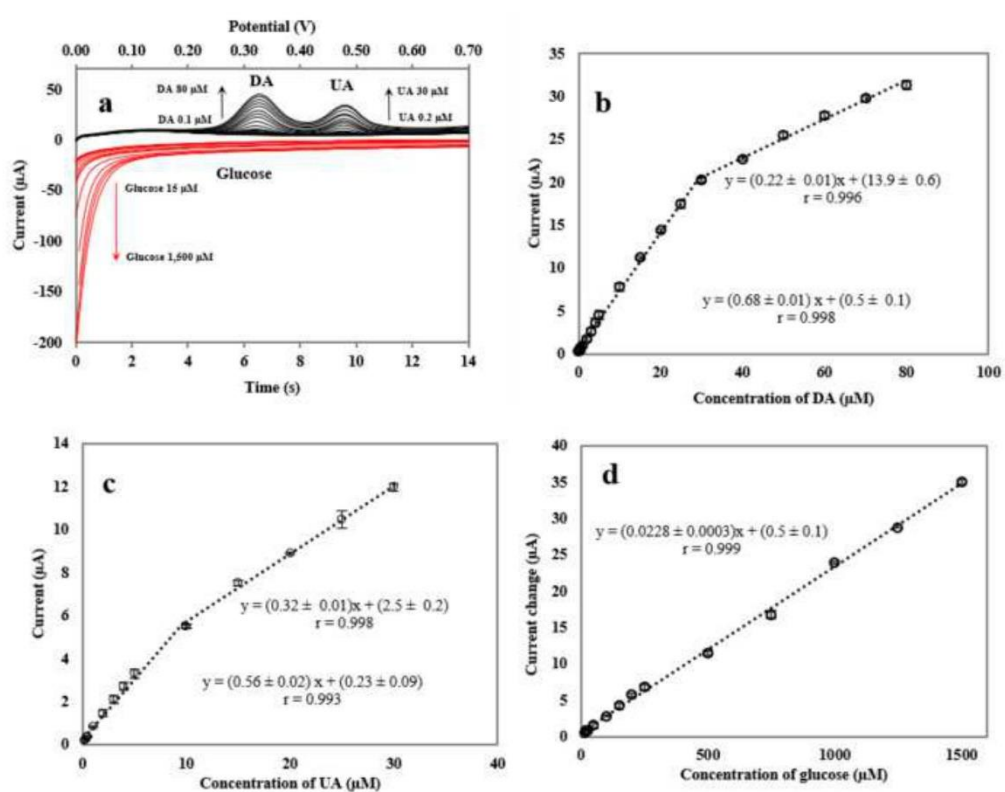 Potential (V)
0.00 0.10 0.20 0.30 0.40 0.50 0.60 0.70
a
DA 80 µM
DA
UA
UA 30 µM
DA 0.1 µM
UA 0.2 µM
Glucose
Glucose 15 µM
Glucose 1,500 µM
50
0
-50
-100
-150
-200
Current (µA)
0 2 4 6 8 10 12 14
Time (s)
b
35
30
25
20
15
10
5
0
Current (µA)
y = (0.22 ± 0.01)x + (13.9 ± 0.6)
r = 0.996
y = (0.68 ± 0.01) x + (0.5 ± 0.1)
r = 0.998
0 20 40 60 80 100
Concentration of DA (µM)
c
14
12
10
8
6
4
2
0
Current (µA)
y = (0.32 ± 0.01)x + (2.5 ± 0.2)
r = 0.998
y = (0.56 ± 0.02) x + (0.23 ± 0.09)
r = 0.993
0 10 20 30 40
Concentration of UA (µM)
d
40
35
30
25
20
15
10
5
0
Current change (µA)
y = (0.0228 ± 0.0003)x + (0.5 ± 0.1)
r = 0.999
500 1000 1500
Concentration of glucose (µM)